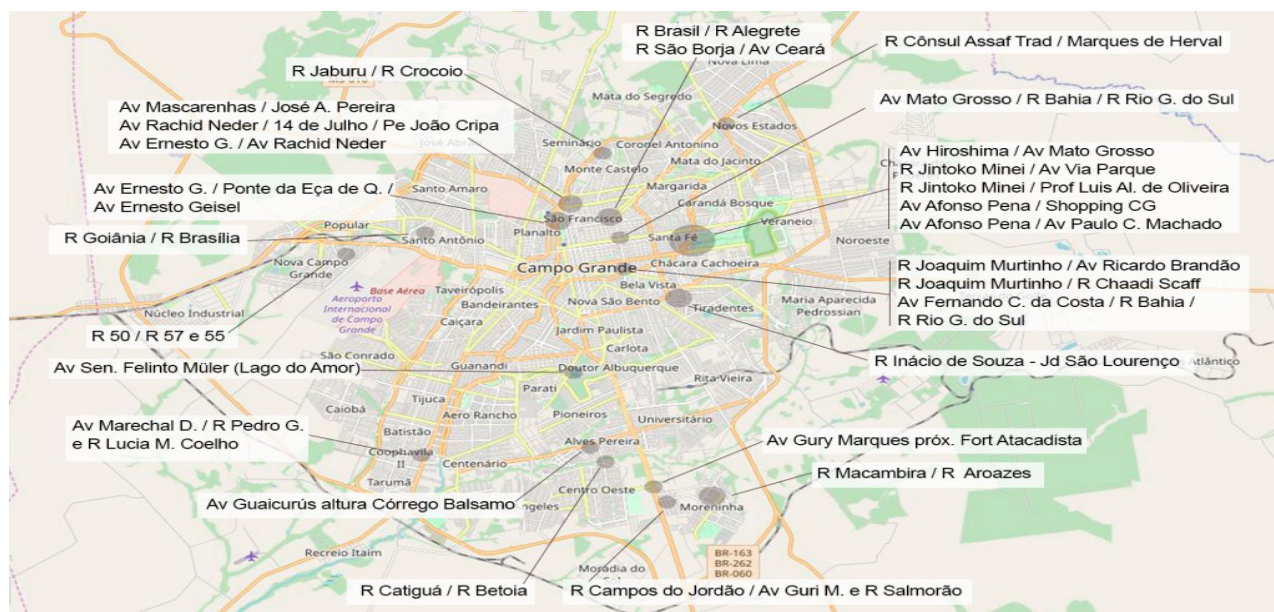 R Brasil / R Alegrete
R São Borja / Av Ceará
R Cônsul Assaf Trad / Marques de Herval
Nova Lima
R Jaburu / R Crocoio
Mata do Segredo
Av Mascarenhas / José A. Pereira
Av Rachid Neder / 14 de Julho / Pe João Cripa
Av Ernesto G. / Av Rachid Neder
Av Mato Grosso / R Bahia / R Rio G. do Sul
Novos Estados
José Abrão
Seminário
Coronel Antonino
Mata do Jacinto
Monte Castelo
Av Hiroshima / Av Mato Grosso
R Jintoko Minei / Av Via Parque
R Jintoko Minei / Prof Luis Al. de Oliveira
Av Afonso Pena / Shopping CG
Av Afonso Pena / Av Paulo C. Machado
Av Ernesto G. / Ponte da Eça de Q. /
Av Ernesto Geisel
Santo Amaro
Margarida
Carandá Bosque
São Francisco
Veraneio
Popular
Planalto
R Goiânia / R Brasília
Santo Antônio
Santa Fé
Noroeste
Nova Campo
Grande
Campo Grande
Chácara Cachoeira
R Joaquim Murtinho / Av Ricardo Brandão
R Joaquim Murtinho / R Chaadi Scaff
Av Fernando C. da Costa / R Bahia /
R Rio G. do Sul
Base Aérea
Taveirópolis
Bela Vista
Aeroporto
Internacional
de Campo
Grande
Bandeirantes
Nova São Bento
Tiradentes
Maria Aparecida
Pedrossian
Núcleo Industrial
Caiçara
Jardim Paulista
R 50 / R 57 e 55
São Conrado
Carlota
R Inácio de Souza - Jd São Lourenço
Atlântico
Av Sen. Felinto Müler (Lago do Amor)
Guanandi
Doutor Albuquerque
Rita Vieira
Parati
Tijuca
Caiobá
Aero Rancho
Pioneiros
Universitário
Av Marechal D. / R Pedro G.
e R Lucia M. Coelho
Batistão
Alves Pereira
Av Gury Marques próx. Fort Atacadista
Coophavila
II
Centenário
R Macambira / R Aroazes
Tarumã
Centro Oeste
Av Guaicurús altura Córrego Balsamo
Moreninha
Recreio Itaim
BR-163
BR-262
BR-060
Morádia do
R Catiguá / R Betoia
R Campos do Jordão / Av Guri M. e R Salmorão